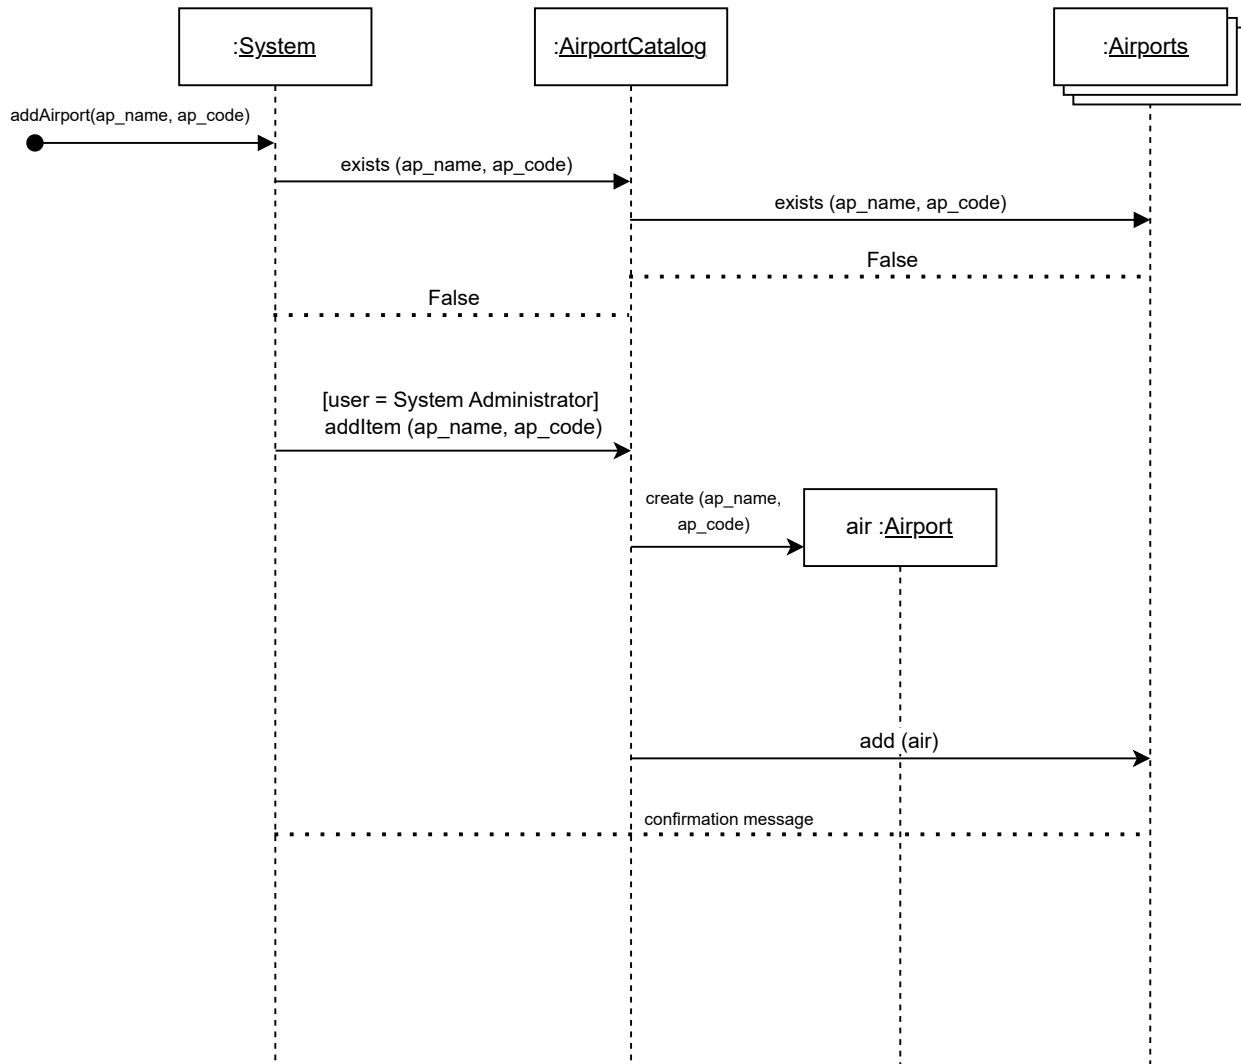 :System
:AirportCatalog
:Airports
addAirport(ap_name, ap_code)
exists (ap_name, ap_code)
exists (ap_name, ap_code)
False
False
[user = System Administrator]
addItem (ap_name, ap_code)
create (ap_name,
ap_code)
air :Airport
add (air)
confirmation message